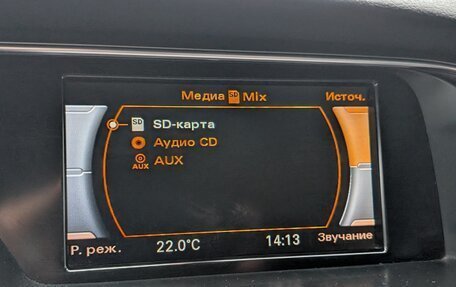 Медиа SD Mix Источ.
SD SD-карта
Аудио CD
AUX AUX
Р. реж. 22.0°C 14:13 Звучание